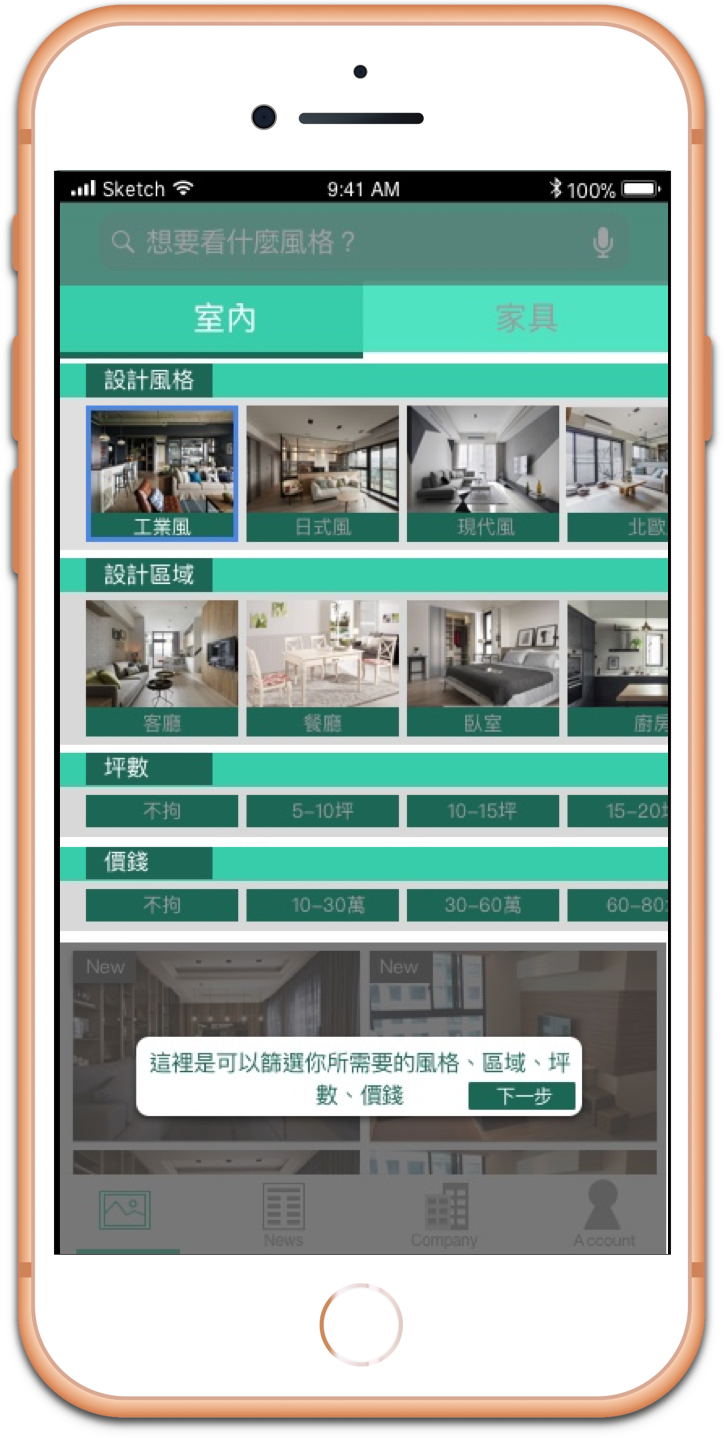 Sketch 9:41 AM 100%
想要看什麼風格？
室內 家具
設計風格
工業風 日式風 現代風 北歐
設計區域
客廳 餐廳 臥室 廚房
坪數
不拘 5–10坪 10–15坪 15–20
價錢
不拘 10–30萬 30–60萬 60–80
New New
這裡是可以篩選你所需要的風格、區域、坪
數、價錢 下一步
News Company Account